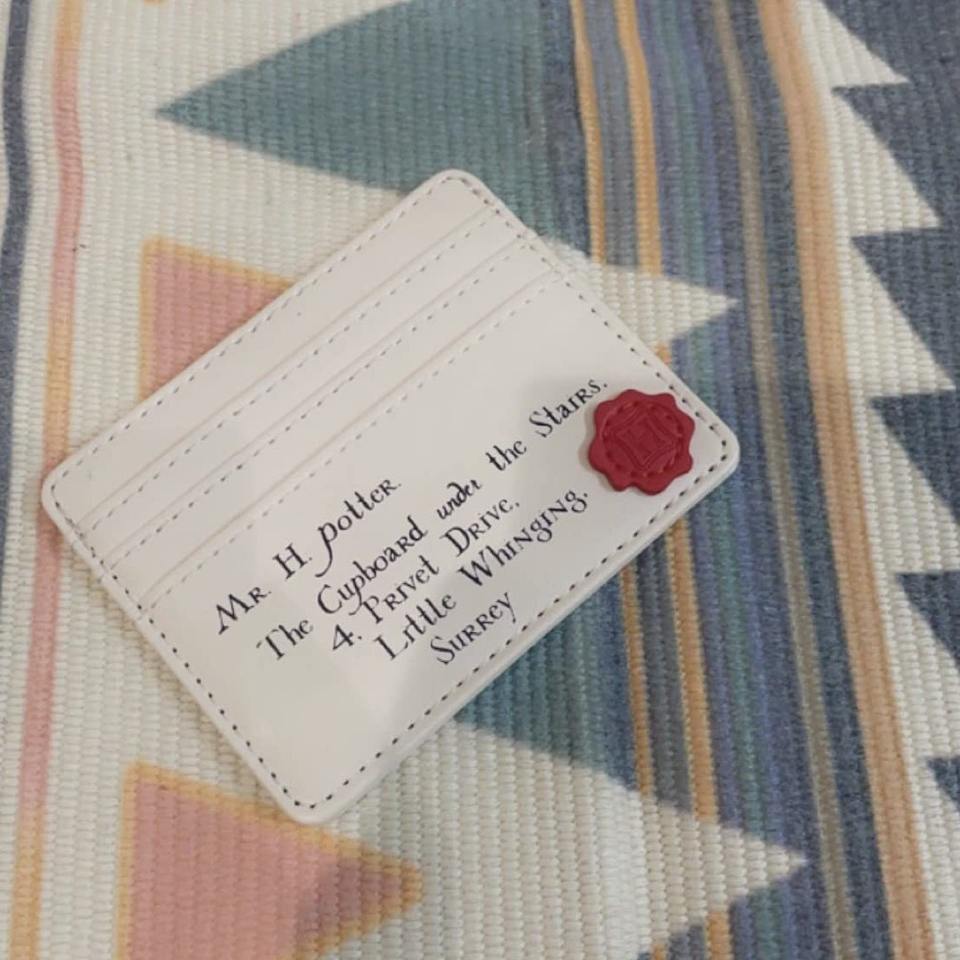 Mr. H. Potter.
The Cupboard under the Stairs.
4. Privet Drive.
Little Whinging.
Surrey
H